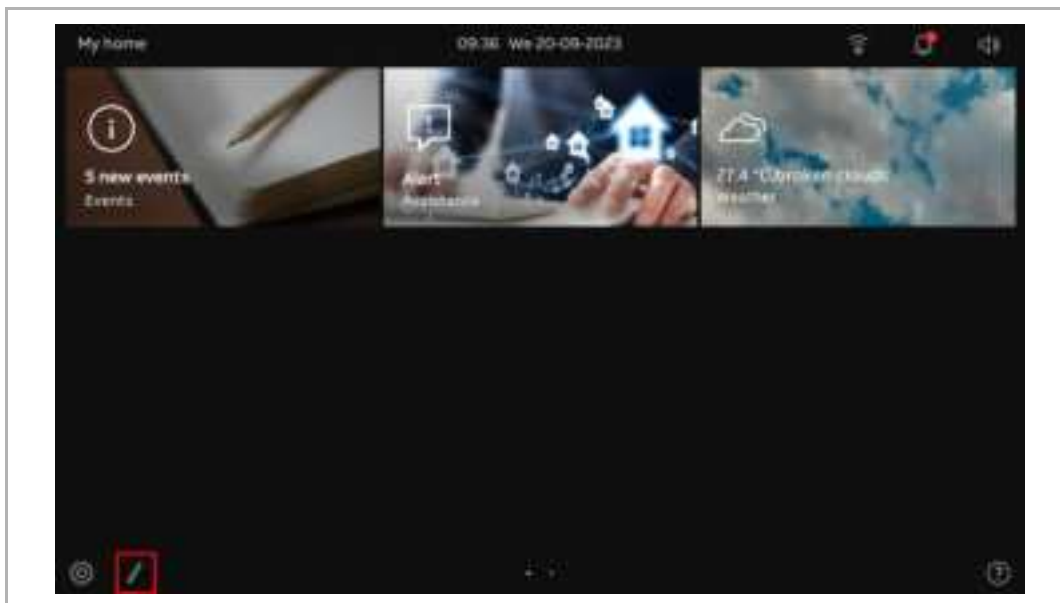 My home
09:36 We 20-09-2023
5 new events
Events
Alert
Assistance
27.4 °C/broken clouds
weather